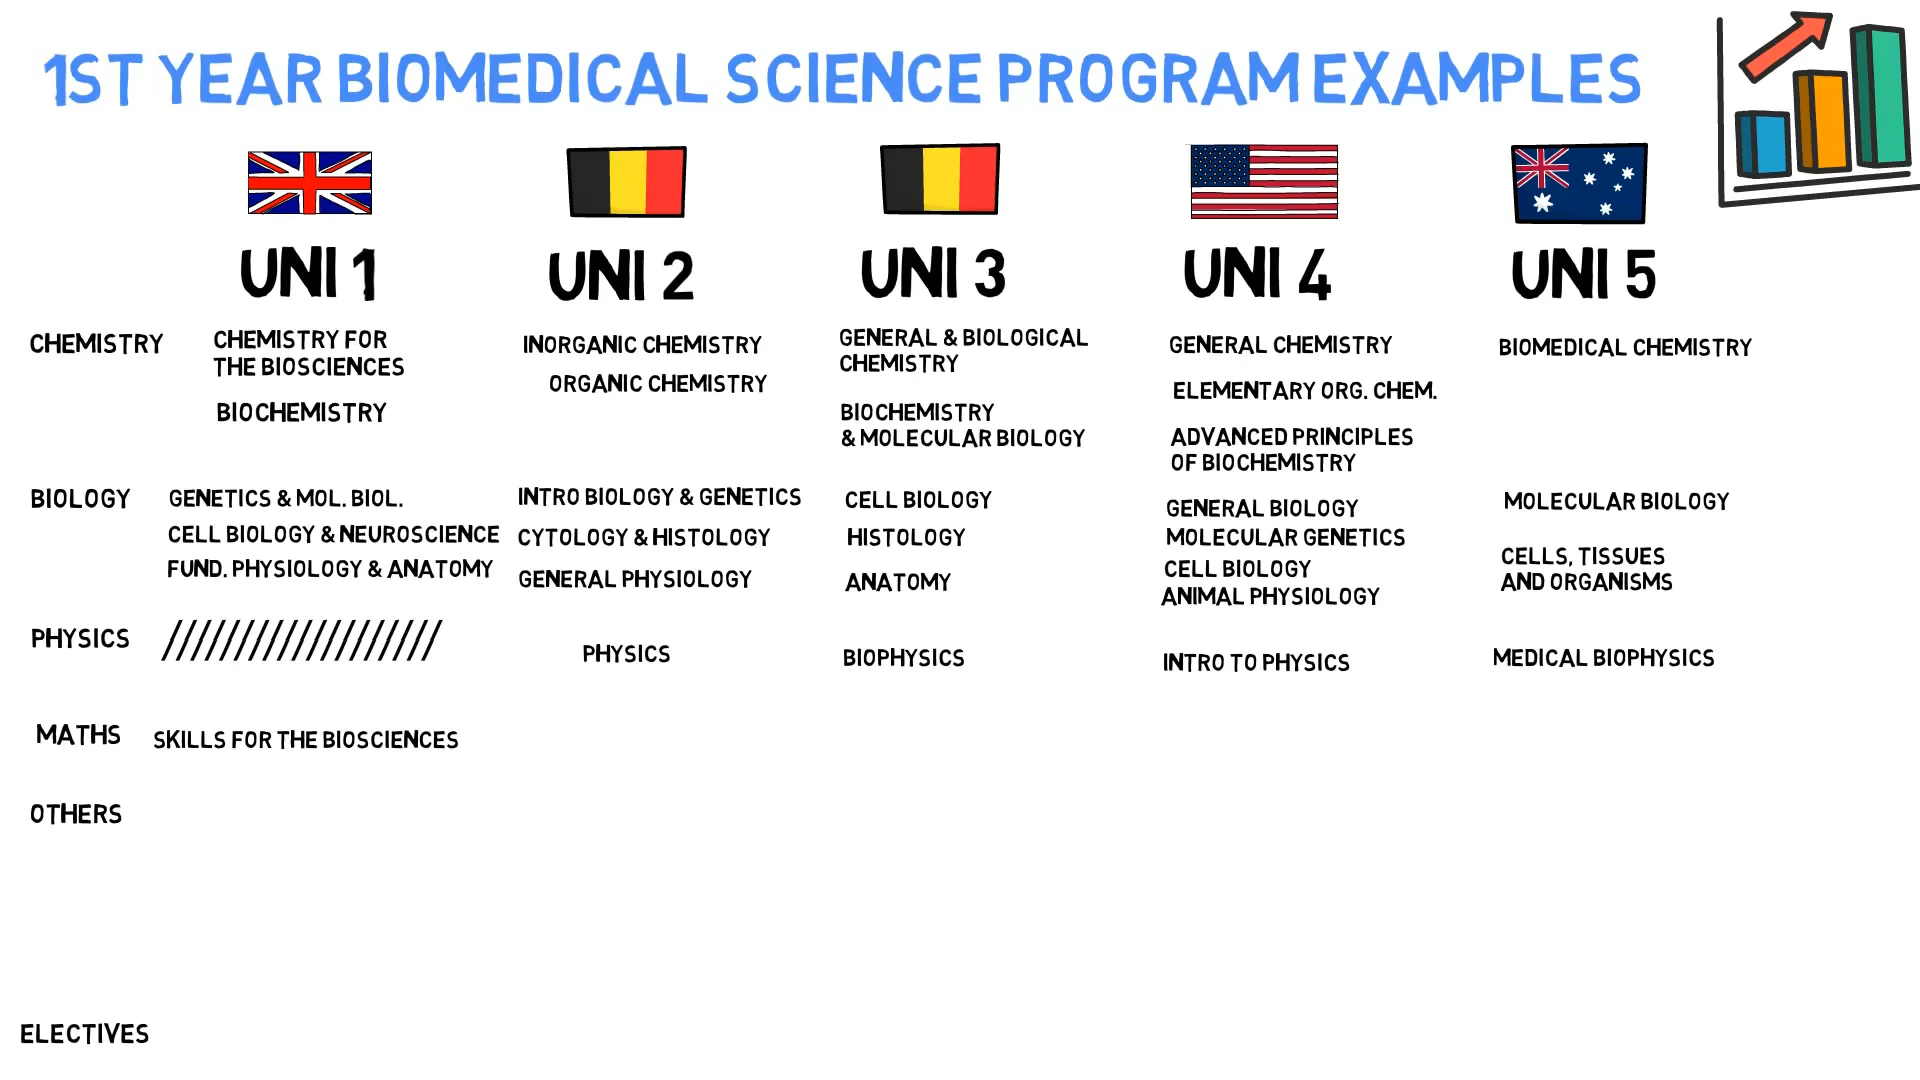 1ST YEAR BIOMEDICAL SCIENCE PROGRAM EXAMPLES
UNI 1
UNI 2
UNI 3
UNI 4
UNI 5
CHEMISTRY
CHEMISTRY FOR
THE BIOSCIENCES
BIOCHEMISTRY
INORGANIC CHEMISTRY
ORGANIC CHEMISTRY
GENERAL & BIOLOGICAL
CHEMISTRY
BIOCHEMISTRY
& MOLECULAR BIOLOGY
GENERAL CHEMISTRY
ELEMENTARY ORG. CHEM.
ADVANCED PRINCIPLES
OF BIOCHEMISTRY
BIOMEDICAL CHEMISTRY
BIOLOGY
GENETICS & MOL. BIOL.
CELL BIOLOGY & NEUROSCIENCE
FUND. PHYSIOLOGY & ANATOMY
INTRO BIOLOGY & GENETICS
CYTOLOGY & HISTOLOGY
GENERAL PHYSIOLOGY
CELL BIOLOGY
HISTOLOGY
ANATOMY
GENERAL BIOLOGY
MOLECULAR GENETICS
CELL BIOLOGY
ANIMAL PHYSIOLOGY
MOLECULAR BIOLOGY
CELLS, TISSUES
AND ORGANISMS
PHYSICS
///////////////////
PHYSICS
BIOPHYSICS
INTRO TO PHYSICS
MEDICAL BIOPHYSICS
MATHS
SKILLS FOR THE BIOSCIENCES
OTHERS
ELECTIVES